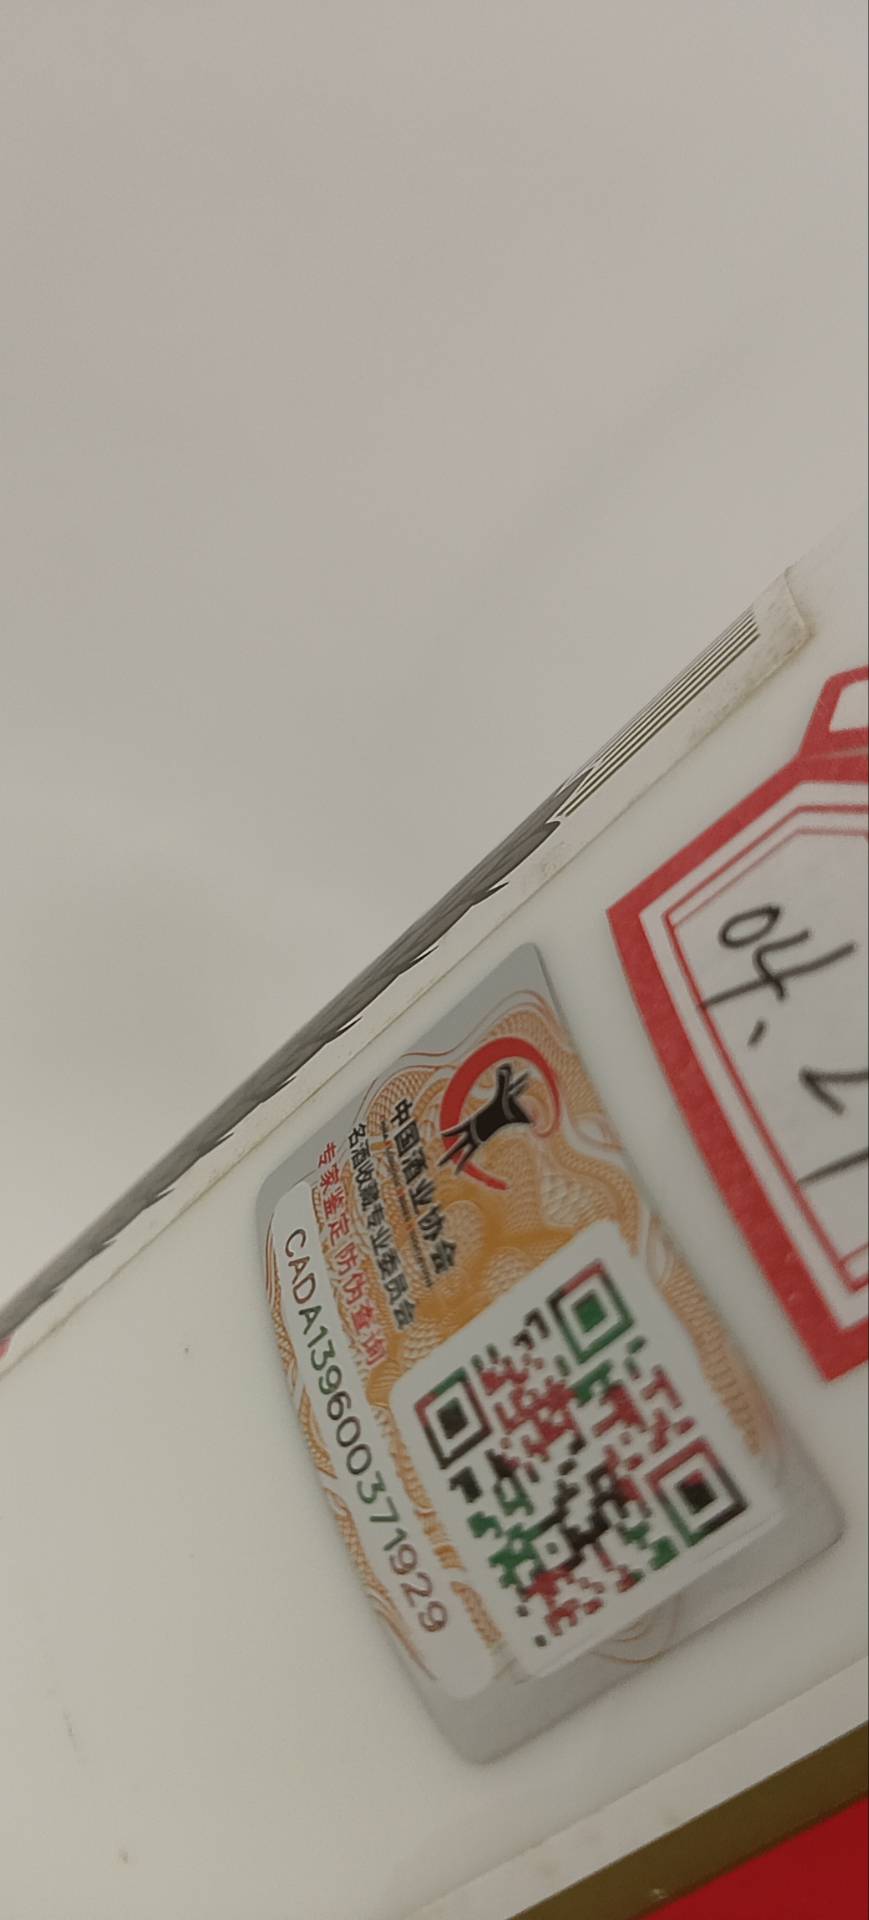 中国酒业协会
名酒收藏专业委员会
专家鉴定 防伪查询
CADA139600371929
04.21